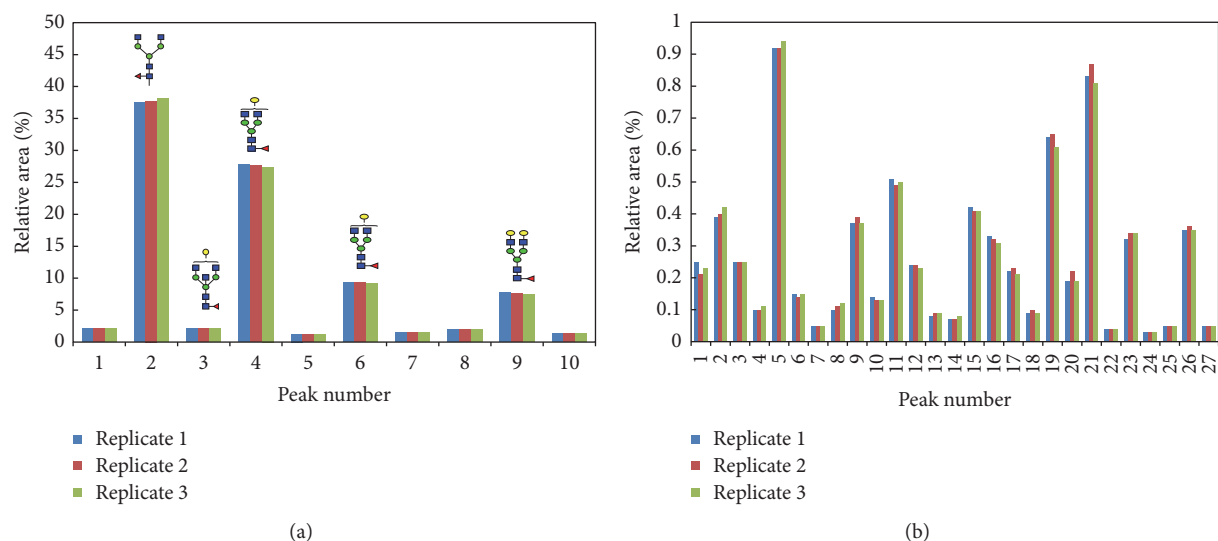 50
45
40
35
30
25
20
15
10
5
0
Relative area (%)
1 2 3 4 5 6 7 8 9 10
Peak number
Replicate 1
Replicate 2
Replicate 3
(a)
1
0.9
0.8
0.7
0.6
0.5
0.4
0.3
0.2
0.1
0
Relative area (%)
1 2 3 4 5 6 7 8 9 10 11 12 13 14 15 16 17 18 19 20 21 22 23 24 25 26 27
Peak number
Replicate 1
Replicate 2
Replicate 3
(b)